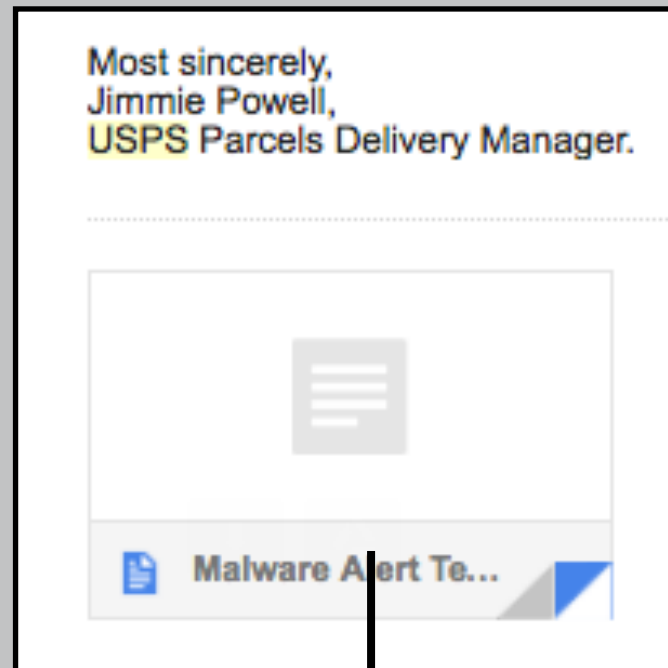 Most sincerely,
Jimmie Powell,
USPS Parcels Delivery Manager.
Malware Alert Te...